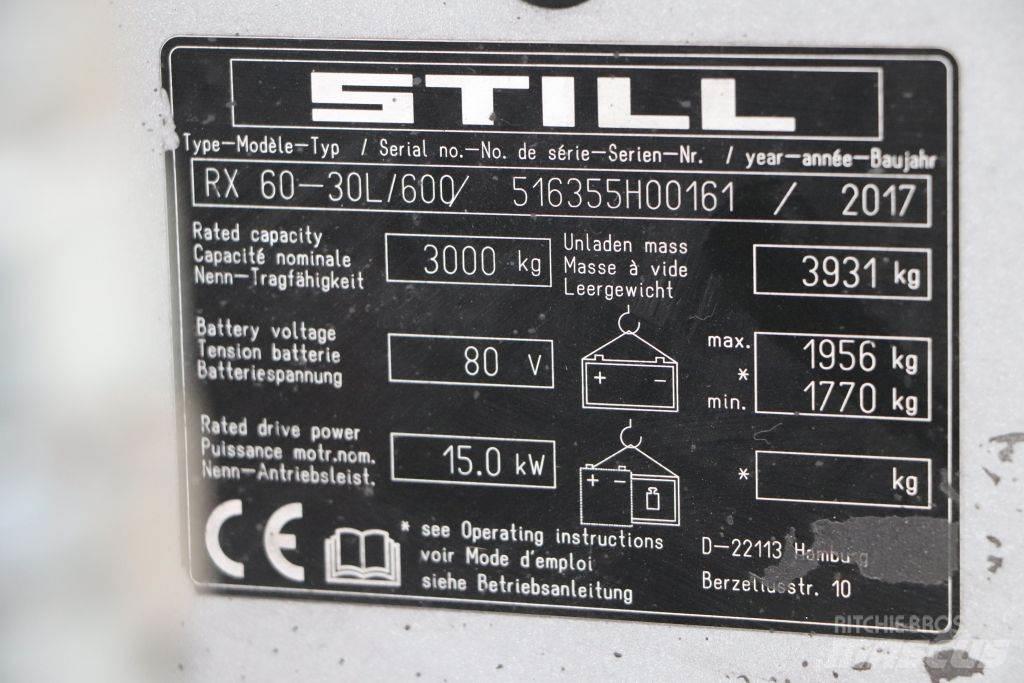 STILL
Type-Modèle-Typ / Serial no.-No. de série-Serien-Nr. / year-année-Baujahr
RX 60-30L/600/ 516355H00161 / 2017
Rated capacity
Capacité nominale
Nenn-Tragfähigkeit
3000 kg
Unladen mass
Masse à vide
Leergewicht
3931 kg
Battery voltage
Tension batterie
Batteriespannung
80 V
+ -
max.
*
min.
1956 kg
1770 kg
Rated drive power
Puissance motr.nom.
Nenn-Antriebsleist.
15.0 kW
+ -
* kg
CE
* see Operating instructions
voir Mode d'emploi
siehe Betriebsanleitung
D-22113 Hamburg
Berzeliusstr. 10
RITCHIE BROS
MASCUS